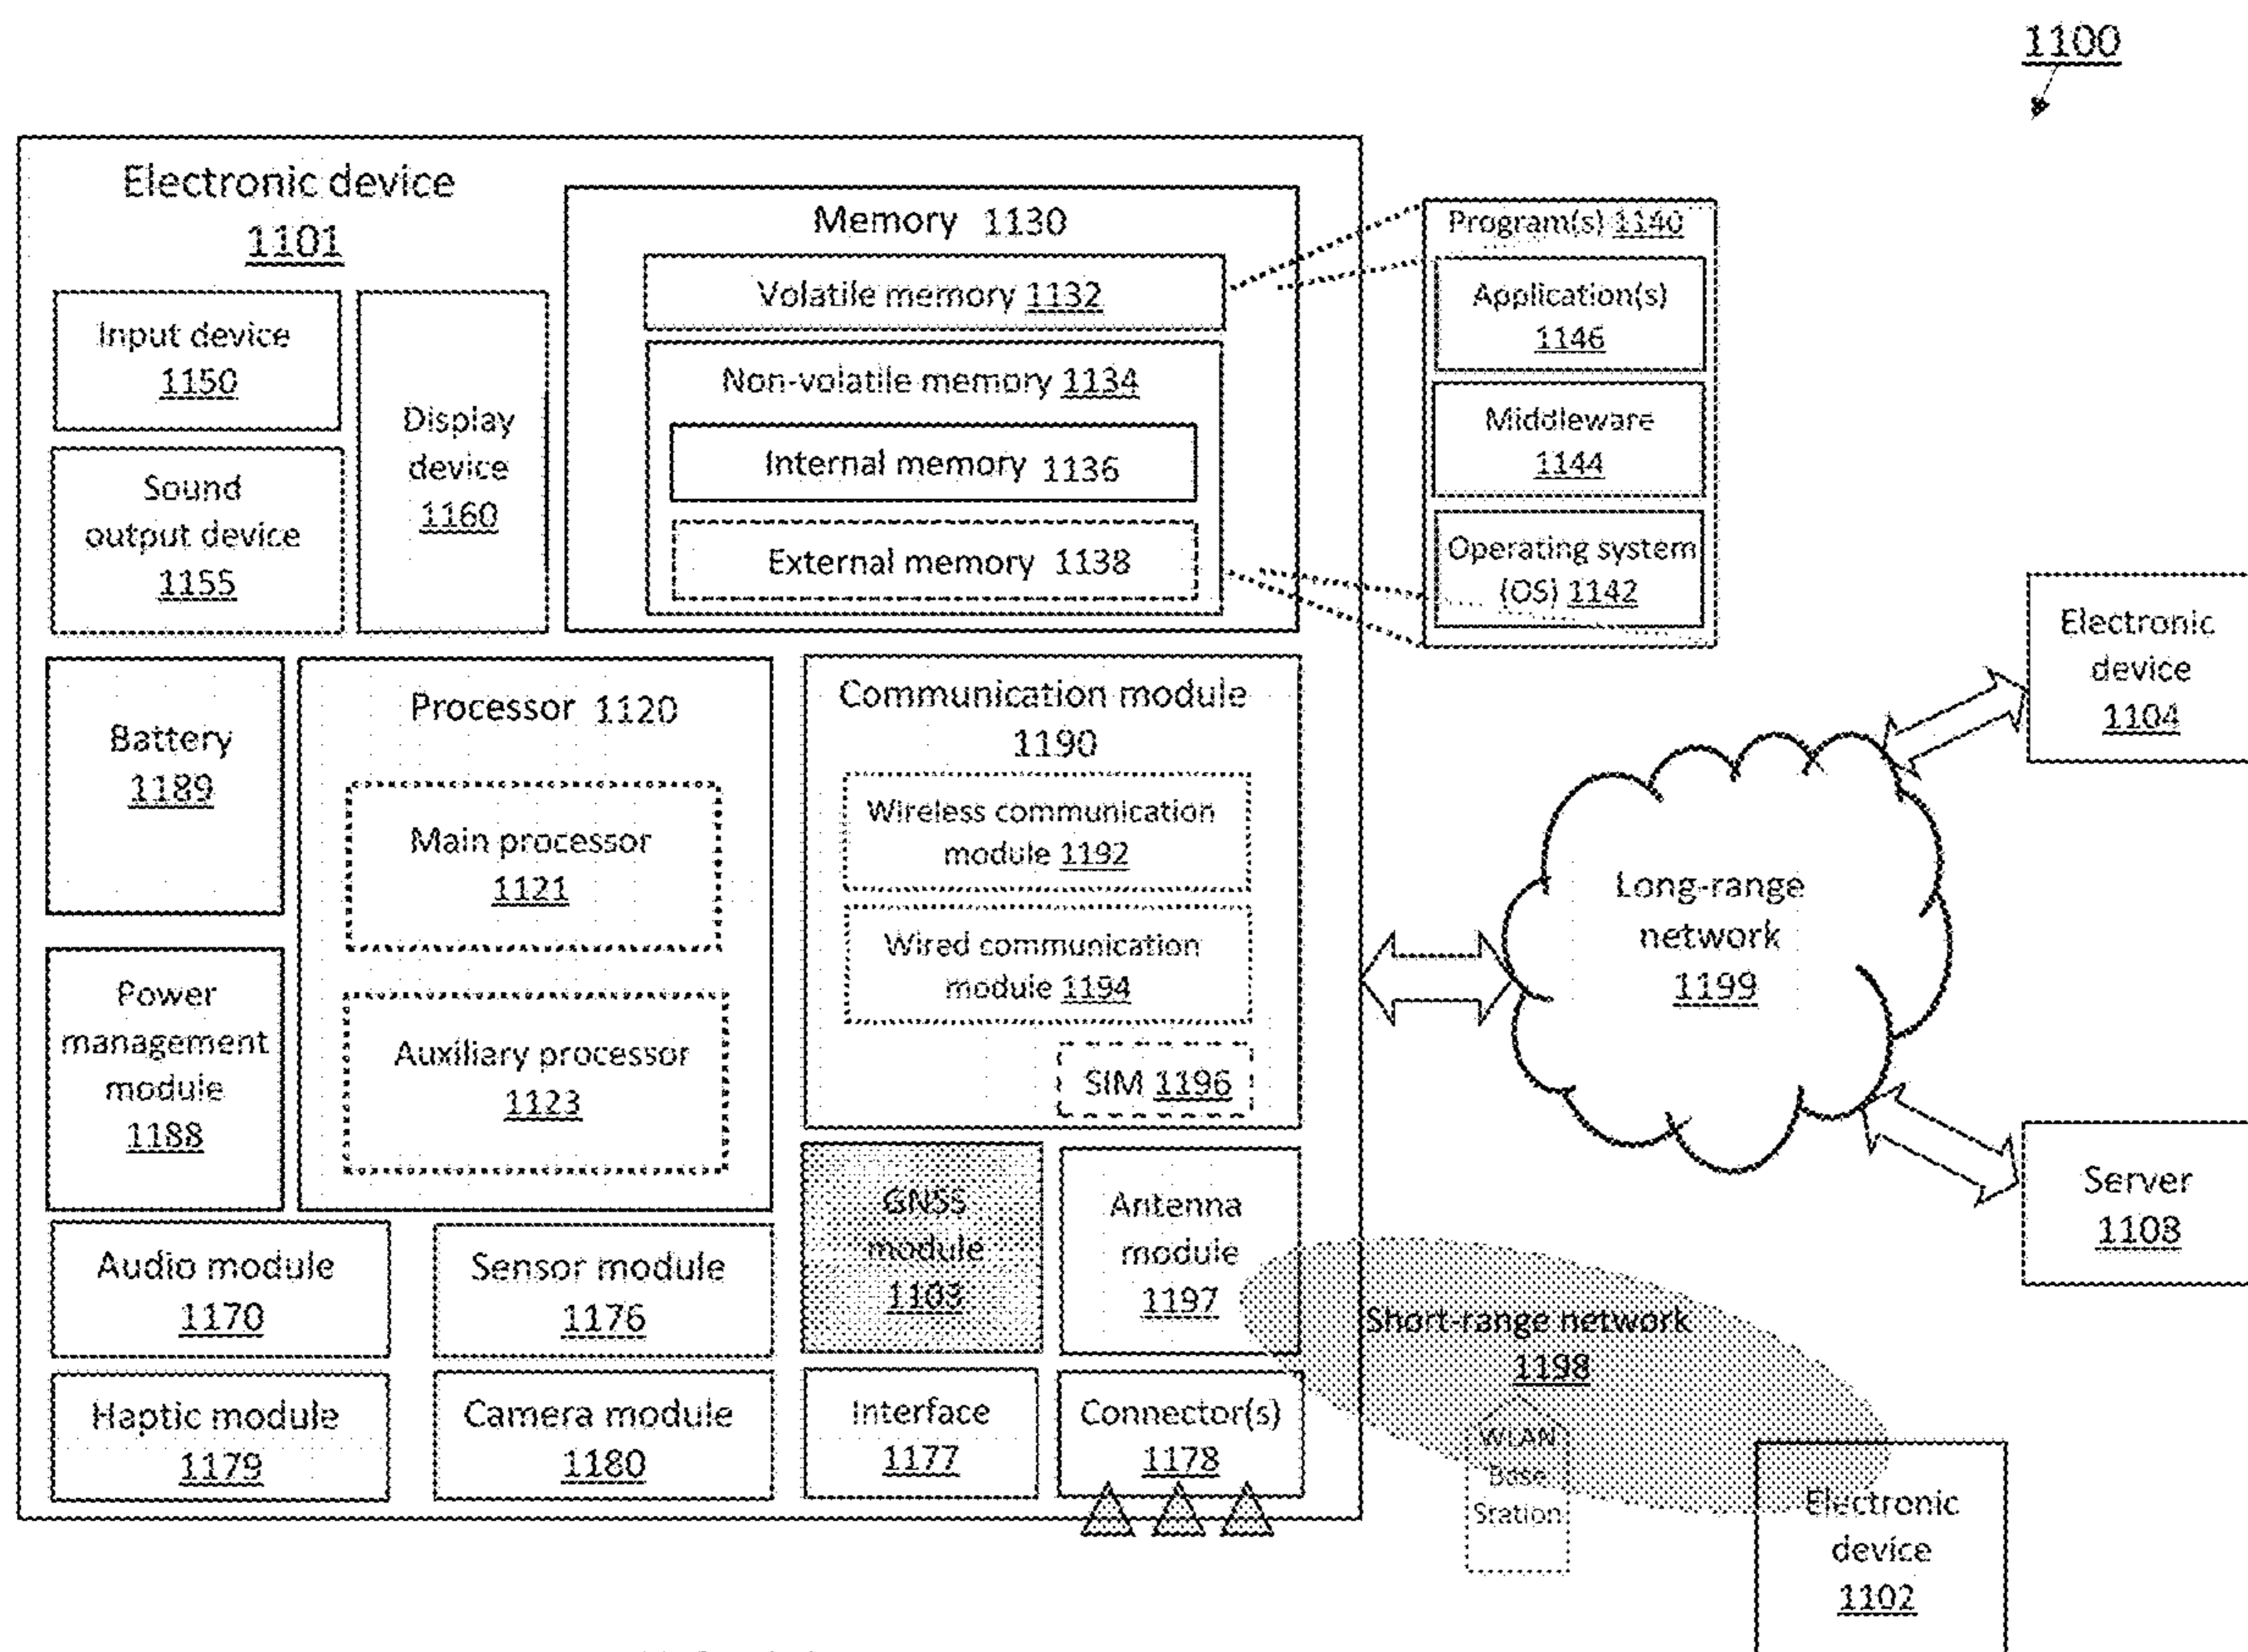 1100
Electronic device
1101
Memory 1130
Volatile memory 1132
Non-volatile memory 1134
Internal memory 1136
External memory 1138
Input device
1150
Sound
output device
1155
Display
device
1160
Program(s) 1140
Application(s)
1146
Middleware
1144
Operating system
(OS) 1142
Battery
1189
Power
management
module
1188
Processor 1120
Main processor
1121
Auxiliary processor
1123
Communication module
1190
Wireless communication
module 1192
Wired communication
module 1194
SIM 1196
Electronic
device
1104
Long-range
network
1199
Server
1108
Audio module
1170
Sensor module
1176
GNSS
module
1103
Antenna
module
1197
Short-range network
1198
Haptic module
1179
Camera module
1180
Interface
1177
Connector(s)
1178
WLAN
Base
Station
Electronic
device
1102